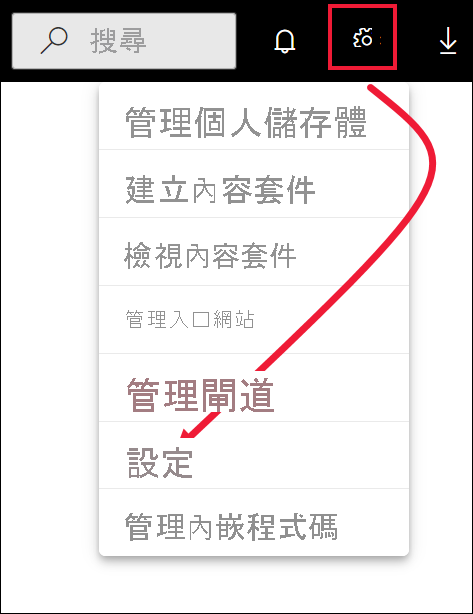 搜尋
管理個人儲存體
建立內容套件
檢視內容套件
管理入口網站
管理閘道
設定
管理內嵌程式碼